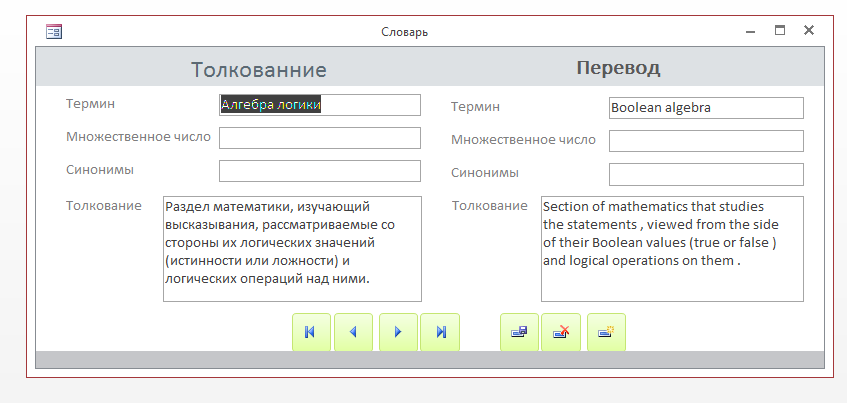 Словарь
Толкованние
Перевод
Термин
Алгебра логики
Множественное число
Синонимы
Толкование
Раздел математики, изучающий
высказывания, рассматриваемые со
стороны их логических значений
(истинности или ложности) и
логических операций над ними.
Термин
Boolean algebra
Множественное число
Синонимы
Толкование
Section of mathematics that studies
the statements , viewed from the side
of their Boolean values (true or false )
and logical operations on them .